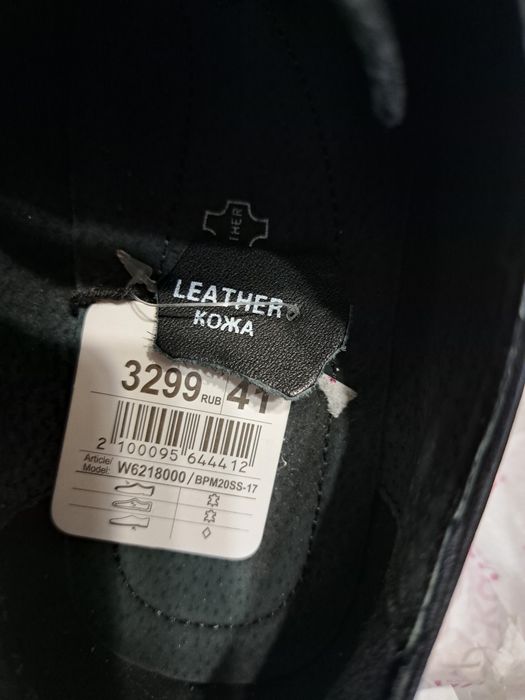 LEATHER
КОЖА
3299 RUB 41
2 100095 644412
Article/
Model: W6218000/BPM20SS-17